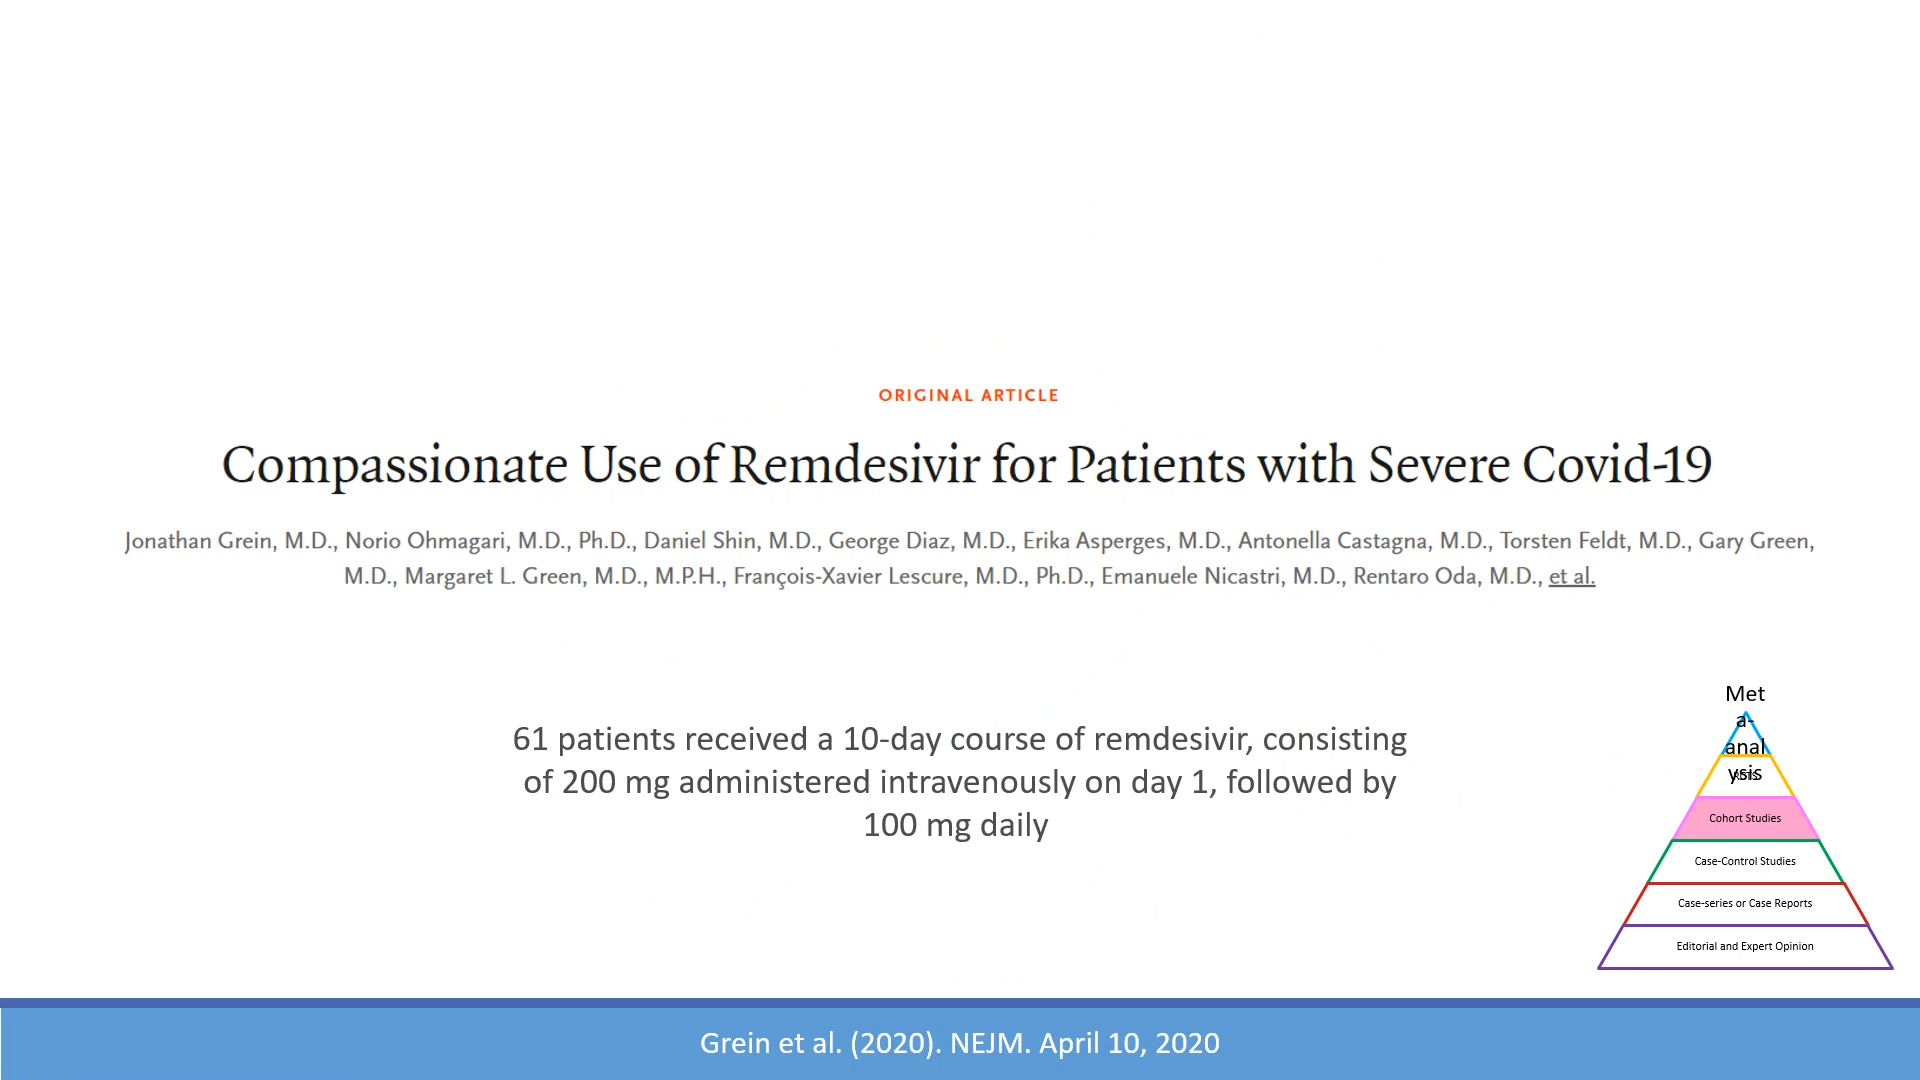 ORIGINAL ARTICLE
Compassionate Use of Remdesivir for Patients with Severe Covid-19
Jonathan Grein, M.D., Norio Ohmagari, M.D., Ph.D., Daniel Shin, M.D., George Diaz, M.D., Erika Asperges, M.D., Antonella Castagna, M.D., Torsten Feldt, M.D., Gary Green,
M.D., Margaret L. Green, M.D., M.P.H., François-Xavier Lescure, M.D., Ph.D., Emanuele Nicastri, M.D., Rentaro Oda, M.D., et al.
61 patients received a 10-day course of remdesivir, consisting
of 200 mg administered intravenously on day 1, followed by
100 mg daily
Met
a-
anal
ysis
Cohort Studies
Case-Control Studies
Case-series or Case Reports
Editorial and Expert Opinion
Grein et al. (2020). NEJM. April 10, 2020